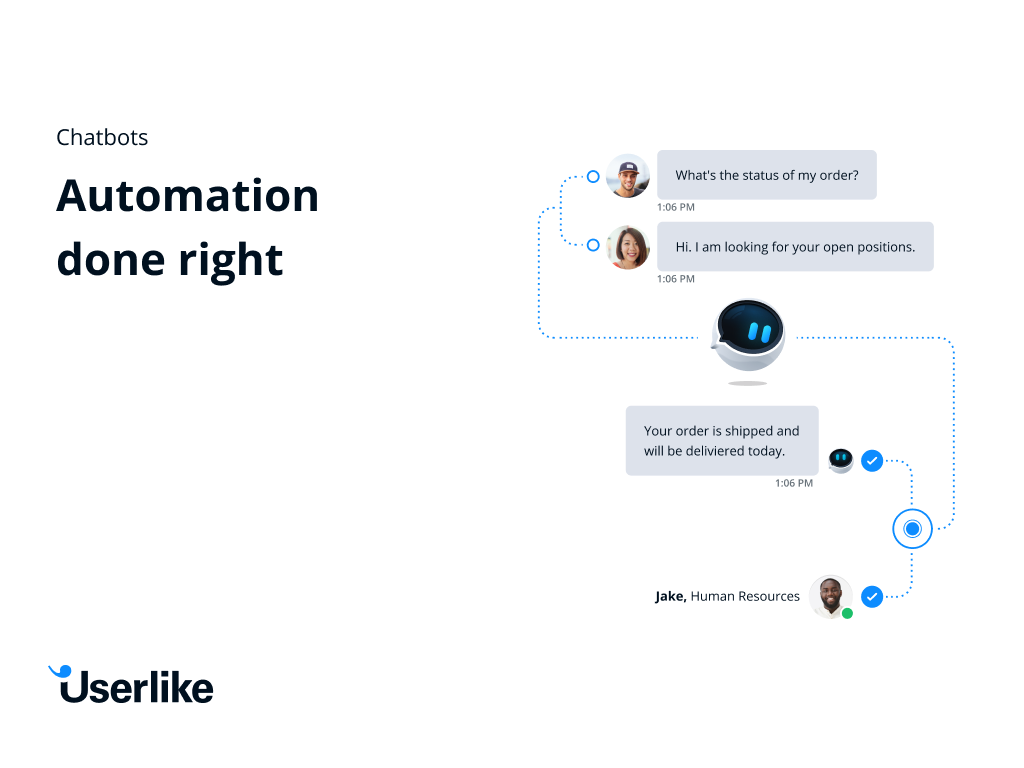 Chatbots
Automation
done right
What's the status of my order?
1:06 PM
Hi. I am looking for your open positions.
1:06 PM
Your order is shipped and
will be deliviered today.
1:06 PM
Jake, Human Resources
Userlike